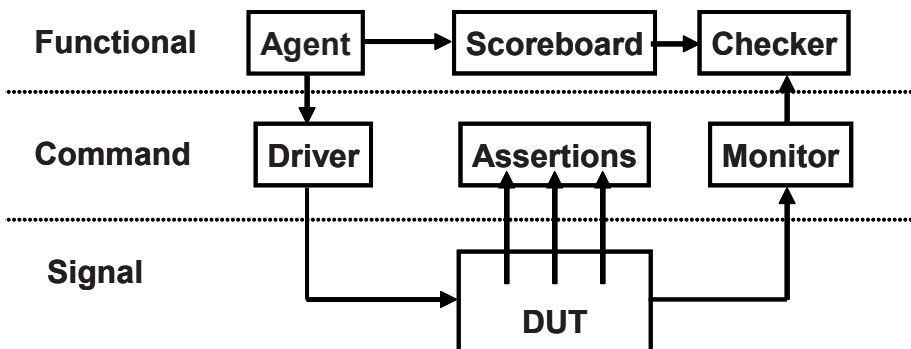 Functional Agent Scoreboard Checker
Command Driver Assertions Monitor
Signal
DUT